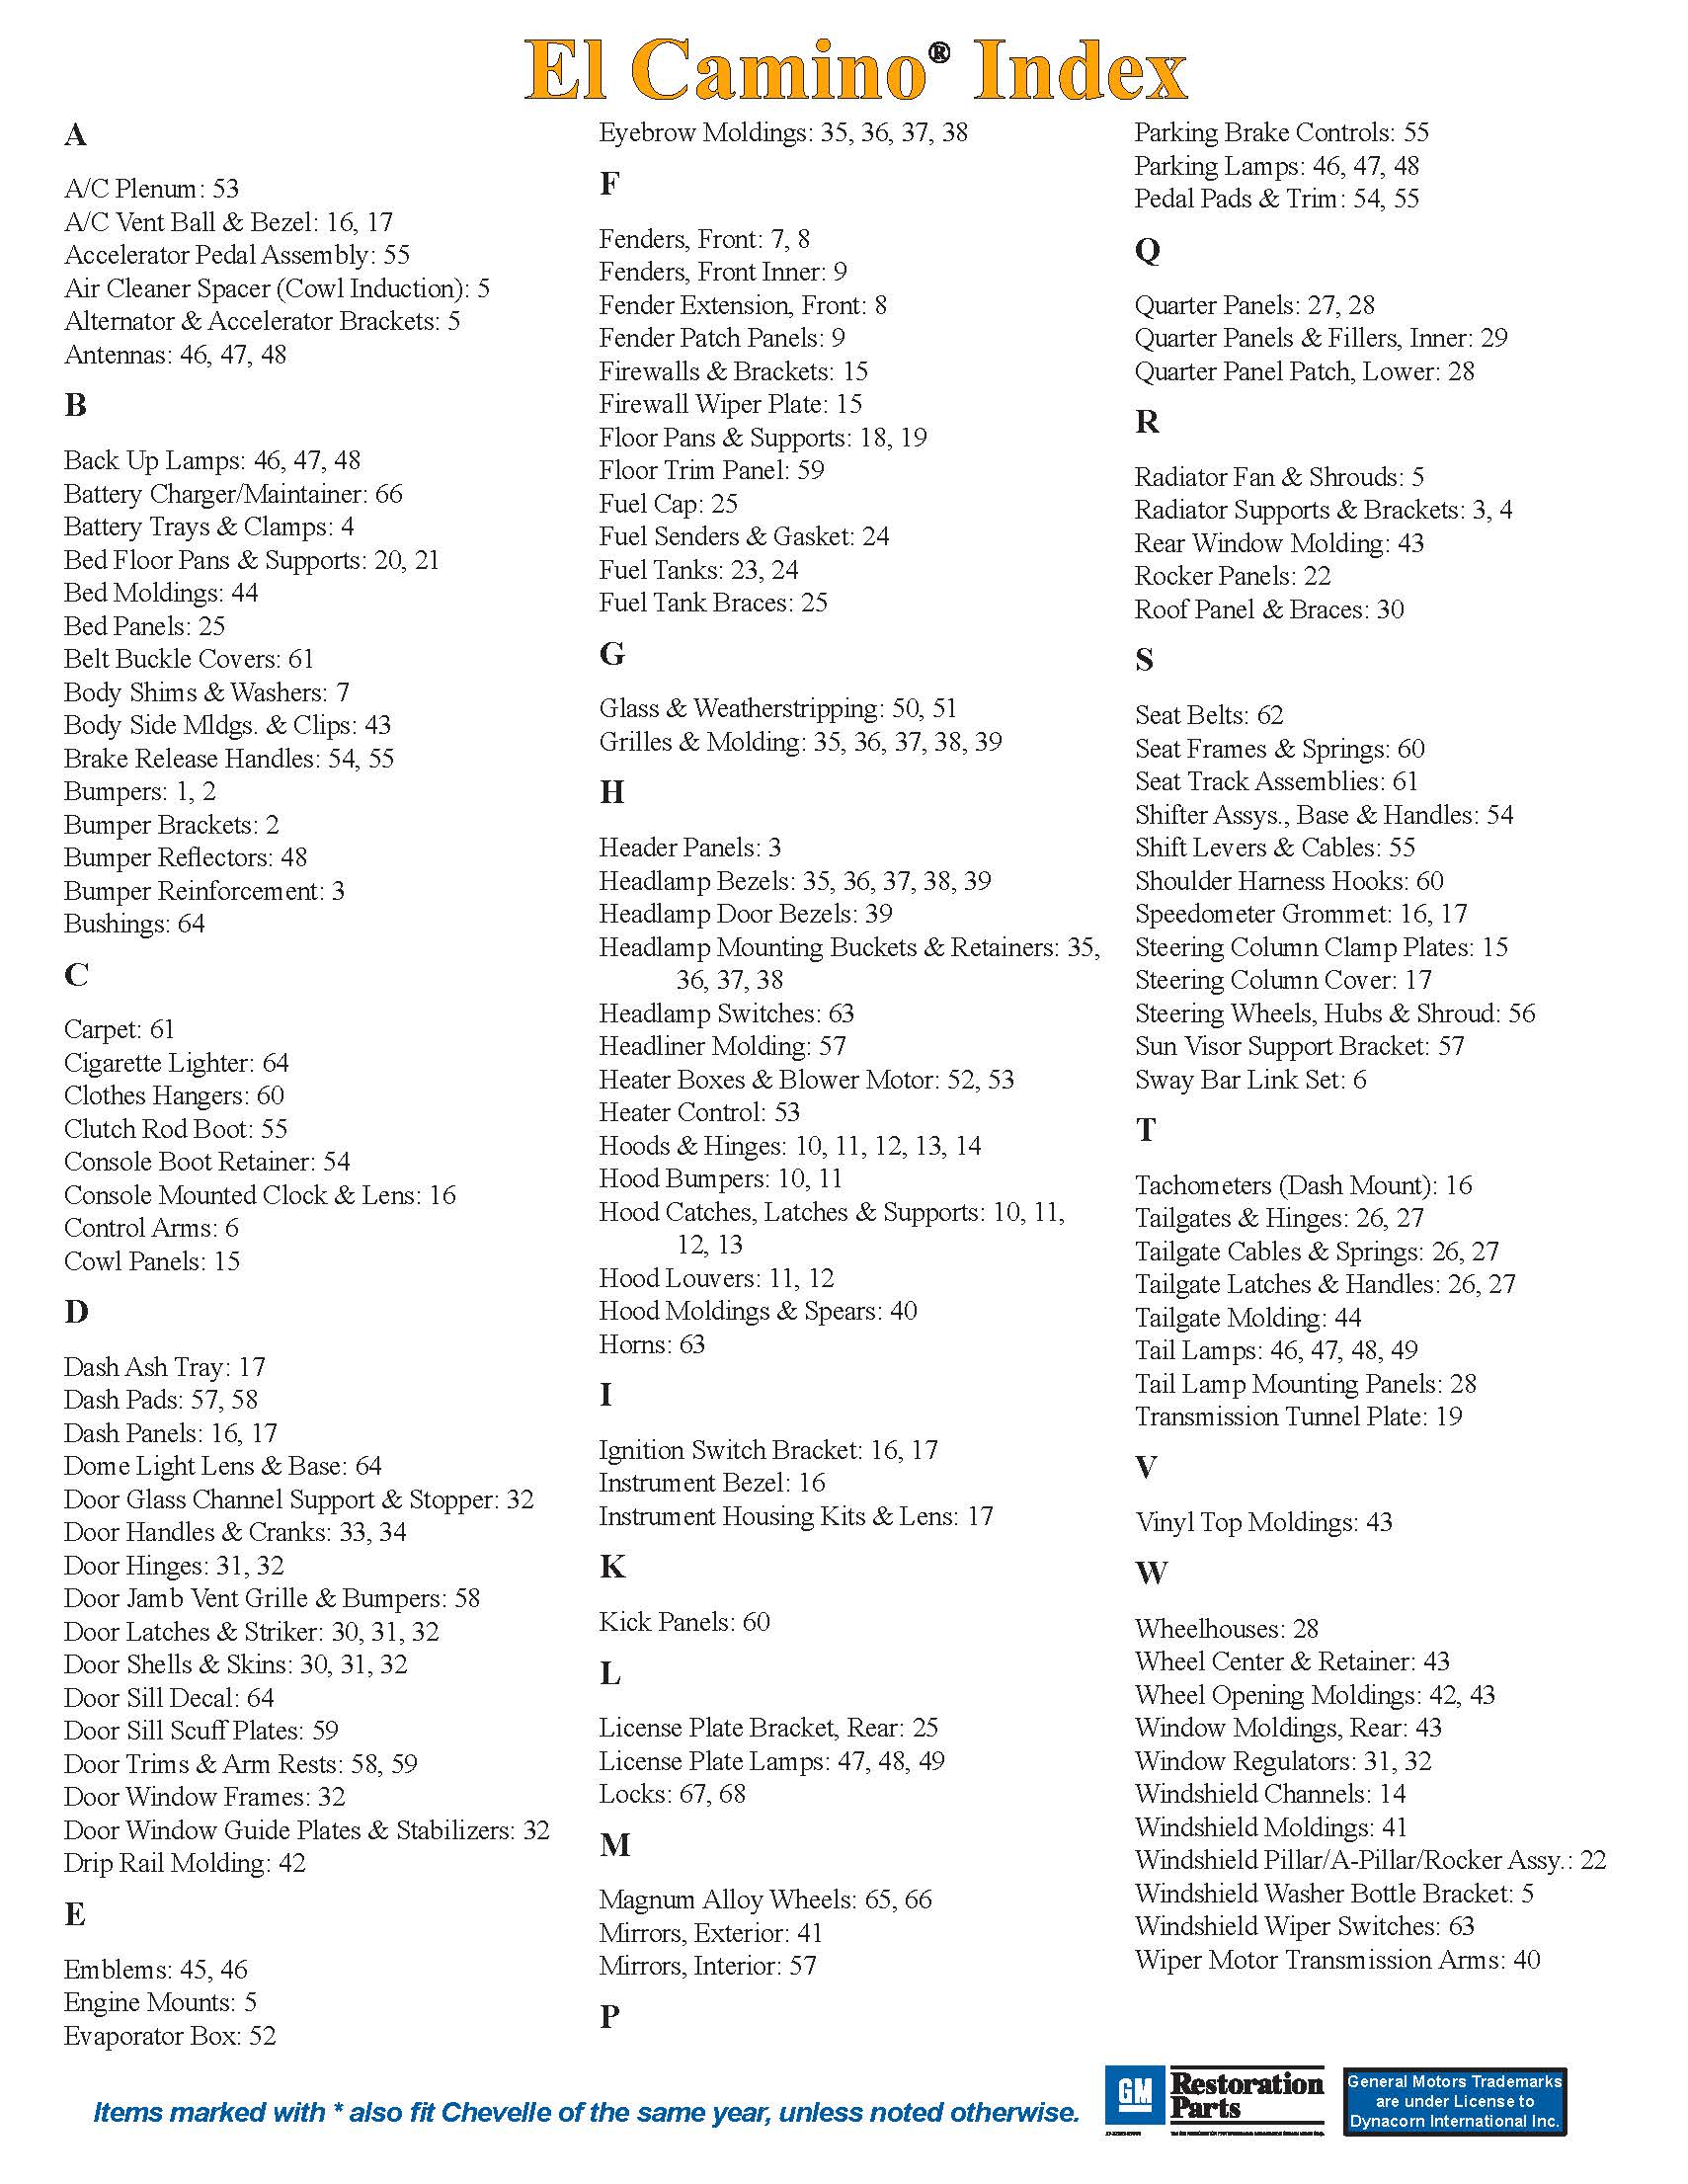 El Camino® Index
A
A/C Plenum: 53
A/C Vent Ball & Bezel: 16, 17
Accelerator Pedal Assembly: 55
Air Cleaner Spacer (Cowl Induction): 5
Alternator & Accelerator Brackets: 5
Antennas: 46, 47, 48
B
Back Up Lamps: 46, 47, 48
Battery Charger/Maintainer: 66
Battery Trays & Clamps: 4
Bed Floor Pans & Supports: 20, 21
Bed Moldings: 44
Bed Panels: 25
Belt Buckle Covers: 61
Body Shims & Washers: 7
Body Side Mldgs. & Clips: 43
Brake Release Handles: 54, 55
Bumpers: 1, 2
Bumper Brackets: 2
Bumper Reflectors: 48
Bumper Reinforcement: 3
Bushings: 64
C
Carpet: 61
Cigarette Lighter: 64
Clothes Hangers: 60
Clutch Rod Boot: 55
Console Boot Retainer: 54
Console Mounted Clock & Lens: 16
Control Arms: 6
Cowl Panels: 15
D
Dash Ash Tray: 17
Dash Pads: 57, 58
Dash Panels: 16, 17
Dome Light Lens & Base: 64
Door Glass Channel Support & Stopper: 32
Door Handles & Cranks: 33, 34
Door Hinges: 31, 32
Door Jamb Vent Grille & Bumpers: 58
Door Latches & Striker: 30, 31, 32
Door Shells & Skins: 30, 31, 32
Door Sill Decal: 64
Door Sill Scuff Plates: 59
Door Trims & Arm Rests: 58, 59
Door Window Frames: 32
Door Window Guide Plates & Stabilizers: 32
Drip Rail Molding: 42
E
Emblems: 45, 46
Engine Mounts: 5
Evaporator Box: 52
Eyebrow Moldings: 35, 36, 37, 38
F
Fenders, Front: 7, 8
Fenders, Front Inner: 9
Fender Extension, Front: 8
Fender Patch Panels: 9
Firewalls & Brackets: 15
Firewall Wiper Plate: 15
Floor Pans & Supports: 18, 19
Floor Trim Panel: 59
Fuel Cap: 25
Fuel Senders & Gasket: 24
Fuel Tanks: 23, 24
Fuel Tank Braces: 25
G
Glass & Weatherstripping: 50, 51
Grilles & Molding: 35, 36, 37, 38, 39
H
Header Panels: 3
Headlamp Bezels: 35, 36, 37, 38, 39
Headlamp Door Bezels: 39
Headlamp Mounting Buckets & Retainers: 35,
36, 37, 38
Headlamp Switches: 63
Headliner Molding: 57
Heater Boxes & Blower Motor: 52, 53
Heater Control: 53
Hoods & Hinges: 10, 11, 12, 13, 14
Hood Bumpers: 10, 11
Hood Catches, Latches & Supports: 10, 11,
12, 13
Hood Louvers: 11, 12
Hood Moldings & Spears: 40
Horns: 63
I
Ignition Switch Bracket: 16, 17
Instrument Bezel: 16
Instrument Housing Kits & Lens: 17
K
Kick Panels: 60
L
License Plate Bracket, Rear: 25
License Plate Lamps: 47, 48, 49
Locks: 67, 68
M
Magnum Alloy Wheels: 65, 66
Mirrors, Exterior: 41
Mirrors, Interior: 57
P
Parking Brake Controls: 55
Parking Lamps: 46, 47, 48
Pedal Pads & Trim: 54, 55
Q
Quarter Panels: 27, 28
Quarter Panels & Fillers, Inner: 29
Quarter Panel Patch, Lower: 28
R
Radiator Fan & Shrouds: 5
Radiator Supports & Brackets: 3, 4
Rear Window Molding: 43
Rocker Panels: 22
Roof Panel & Braces: 30
S
Seat Belts: 62
Seat Frames & Springs: 60
Seat Track Assemblies: 61
Shifter Assys., Base & Handles: 54
Shift Levers & Cables: 55
Shoulder Harness Hooks: 60
Speedometer Grommet: 16, 17
Steering Column Clamp Plates: 15
Steering Column Cover: 17
Steering Wheels, Hubs & Shroud: 56
Sun Visor Support Bracket: 57
Sway Bar Link Set: 6
T
Tachometers (Dash Mount): 16
Tailgates & Hinges: 26, 27
Tailgate Cables & Springs: 26, 27
Tailgate Latches & Handles: 26, 27
Tailgate Molding: 44
Tail Lamps: 46, 47, 48, 49
Tail Lamp Mounting Panels: 28
Transmission Tunnel Plate: 19
V
Vinyl Top Moldings: 43
W
Wheelhouses: 28
Wheel Center & Retainer: 43
Wheel Opening Moldings: 42, 43
Window Moldings, Rear: 43
Window Regulators: 31, 32
Windshield Channels: 14
Windshield Moldings: 41
Windshield Pillar/A-Pillar/Rocker Assy.: 22
Windshield Washer Bottle Bracket: 5
Windshield Wiper Switches: 63
Wiper Motor Transmission Arms: 40
Items marked with * also fit Chevelle of the same year, unless noted otherwise.
GM
Restoration
Parts
General Motors Trademarks
are under License to
Dynacorn International Inc.